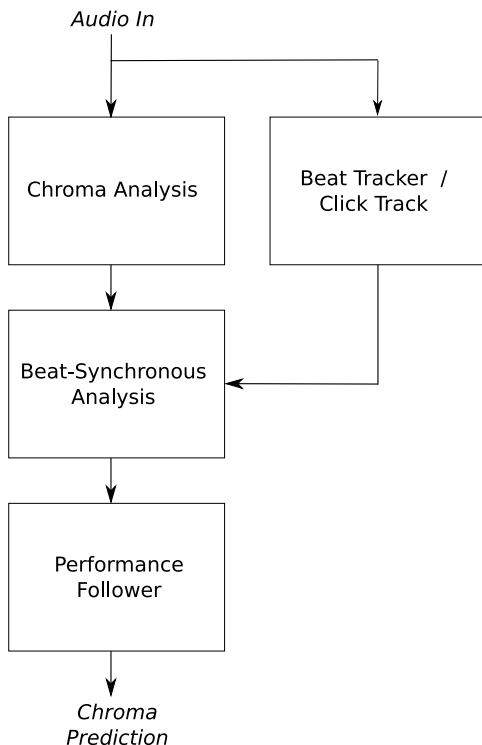 Audio In
Chroma Analysis
Beat Tracker /
Click Track
Beat-Synchronous
Analysis
Performance
Follower
Chroma
Prediction